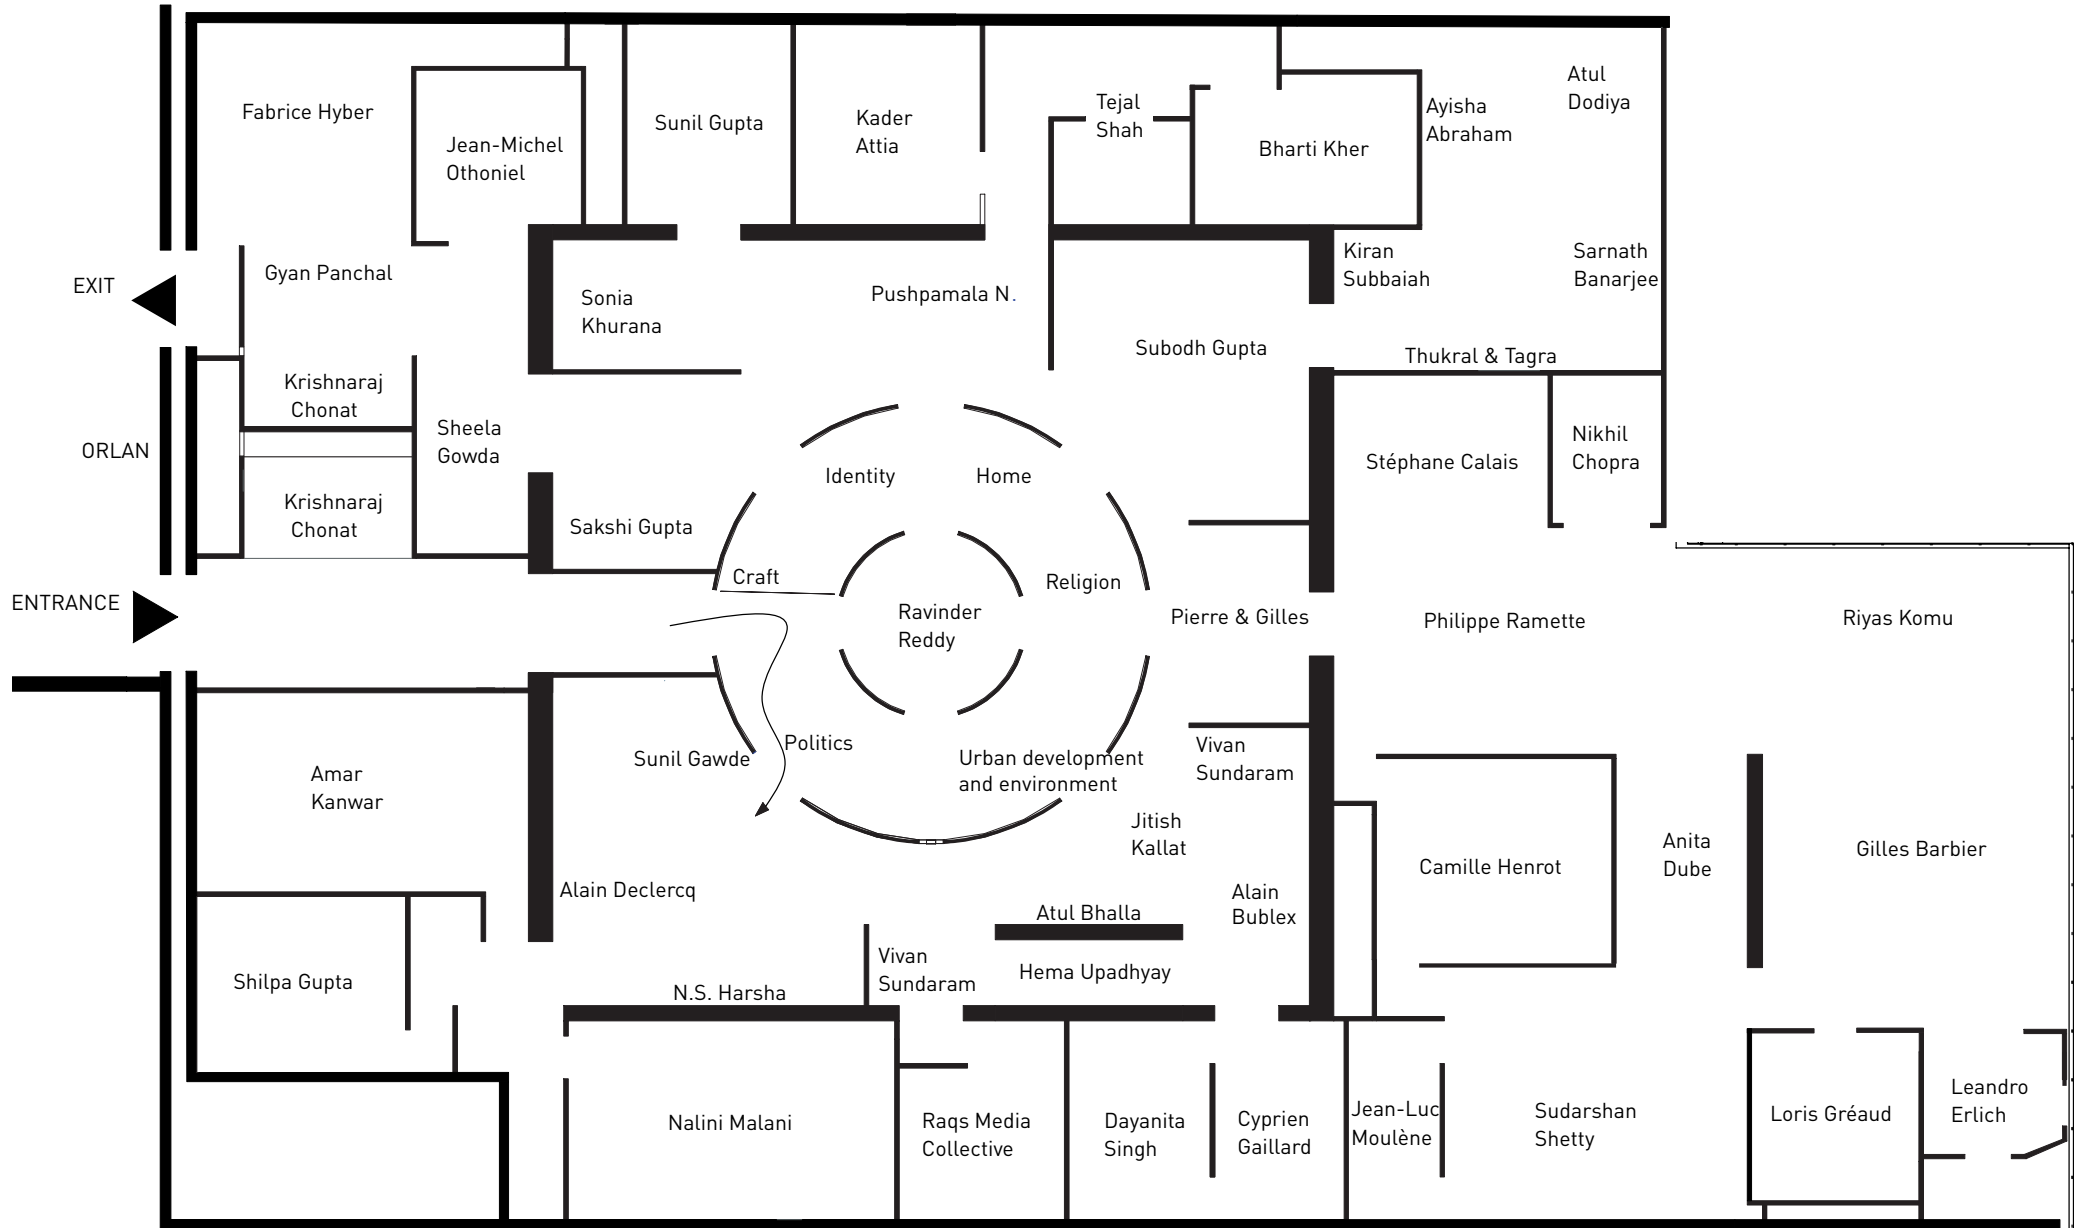 Fabrice Hyber
Jean-Michel
Othoniel
Sunil Gupta
Kader
Attia
Tejal
Shah
Bharti Kher
Ayisha
Abraham
Atul
Dodiya
EXIT
Gyan Panchal
Sonia
Khurana
Pushpamala N.
Subodh Gupta
Kiran
Subbaiah
Sarnath
Banarjee
Thukral & Tagra
Krishnaraj
Chonat
ORLAN
Sheela
Gowda
Krishnaraj
Chonat
Sakshi Gupta
Identity
Home
Stéphane Calais
Nikhil
Chopra
ENTRANCE
Craft
Ravinder
Reddy
Religion
Pierre & Gilles
Philippe Ramette
Riyas Komu
Amar
Kanwar
Sunil Gawde
Politics
Urban development
and environment
Vivan
Sundaram
Jitish
Kallat
Camille Henrot
Anita
Dube
Gilles Barbier
Alain Declercq
Atul Bhalla
Alain
Bublex
Shilpa Gupta
N.S. Harsha
Vivan
Sundaram
Hema Upadhyay
Nalini Malani
Raqs Media
Collective
Dayanita
Singh
Cyprien
Gaillard
Jean-Luc
Moulène
Sudarshan
Shetty
Loris Gréaud
Leandro
Erlich